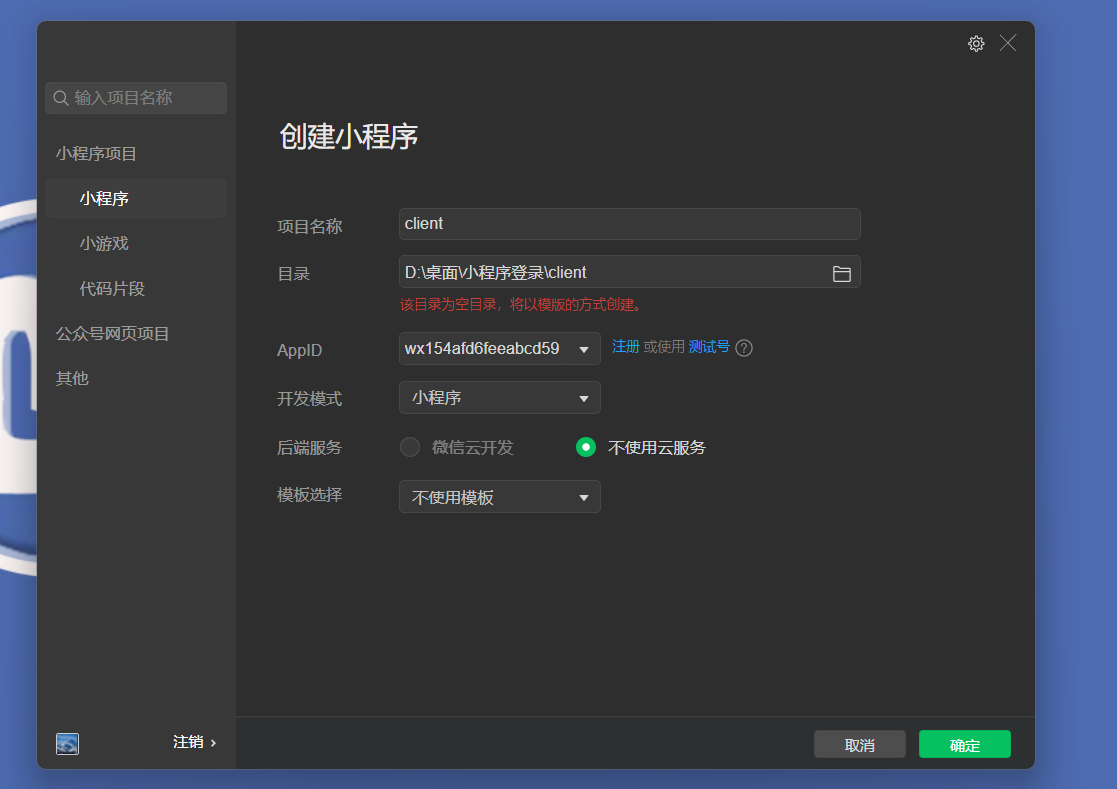 输入项目名称
小程序项目
小程序
小游戏
代码片段
公众号网页项目
其他
注销 ›
创建小程序
项目名称 client
目录 D:\桌面\小程序登录\client
该目录为空目录，将以模版的方式创建。
AppID wx154afd6feeabcd59 注册 或使用 测试号 ?
开发模式 小程序
后端服务 微信云开发 不使用云服务
模板选择 不使用模板
取消 确定